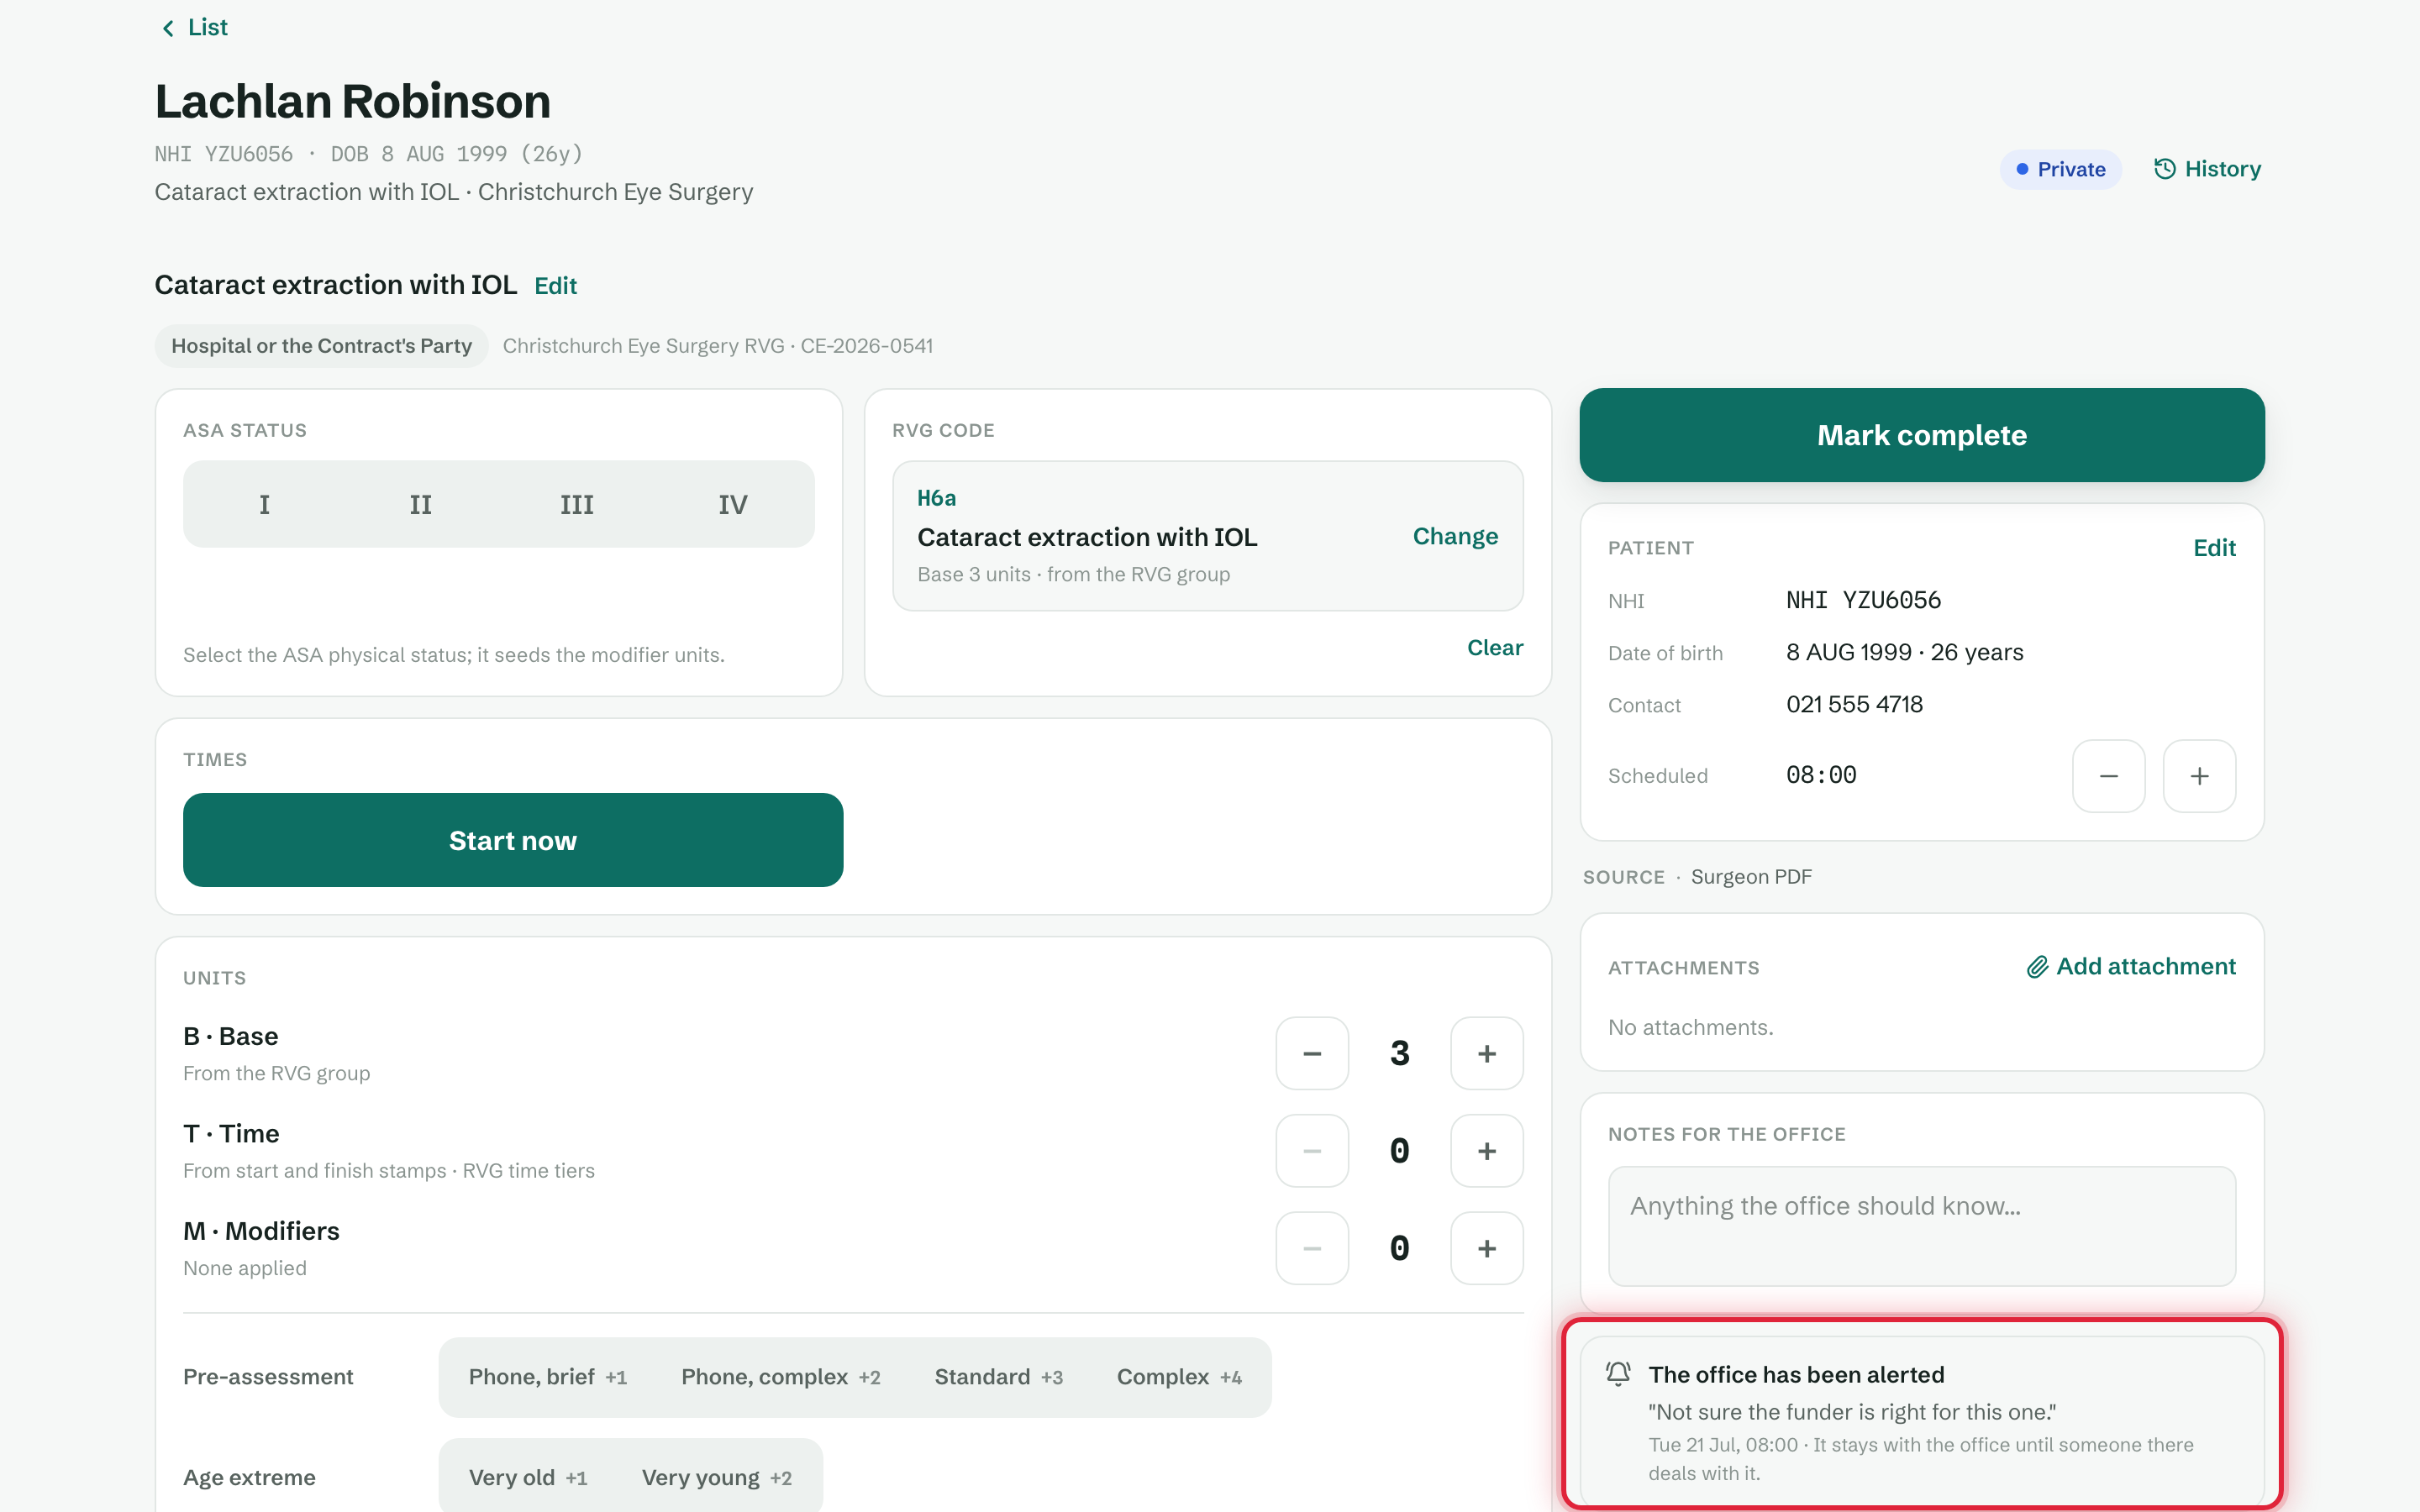 List
Lachlan Robinson
NHI YZU6056 · DOB 8 AUG 1999 (26y)
Cataract extraction with IOL · Christchurch Eye Surgery
Private
History
Cataract extraction with IOL Edit
Hospital or the Contract's Party Christchurch Eye Surgery RVG · CE-2026-0541
ASA STATUS
I II III IV
Select the ASA physical status; it seeds the modifier units.
RVG CODE
H6a
Cataract extraction with IOL
Change
Base 3 units · from the RVG group
Clear
TIMES
Start now
UNITS
B · Base
From the RVG group
− 3 +
T · Time
From start and finish stamps · RVG time tiers
− 0 +
M · Modifiers
None applied
− 0 +
Pre-assessment
Phone, brief +1 Phone, complex +2 Standard +3 Complex +4
Age extreme
Very old +1 Very young +2
Mark complete
PATIENT
Edit
NHI NHI YZU6056
Date of birth 8 AUG 1999 · 26 years
Contact 021 555 4718
Scheduled 08:00 − +
SOURCE · Surgeon PDF
ATTACHMENTS
Add attachment
No attachments.
NOTES FOR THE OFFICE
Anything the office should know...
The office has been alerted
"Not sure the funder is right for this one."
Tue 21 Jul, 08:00 · It stays with the office until someone there
deals with it.